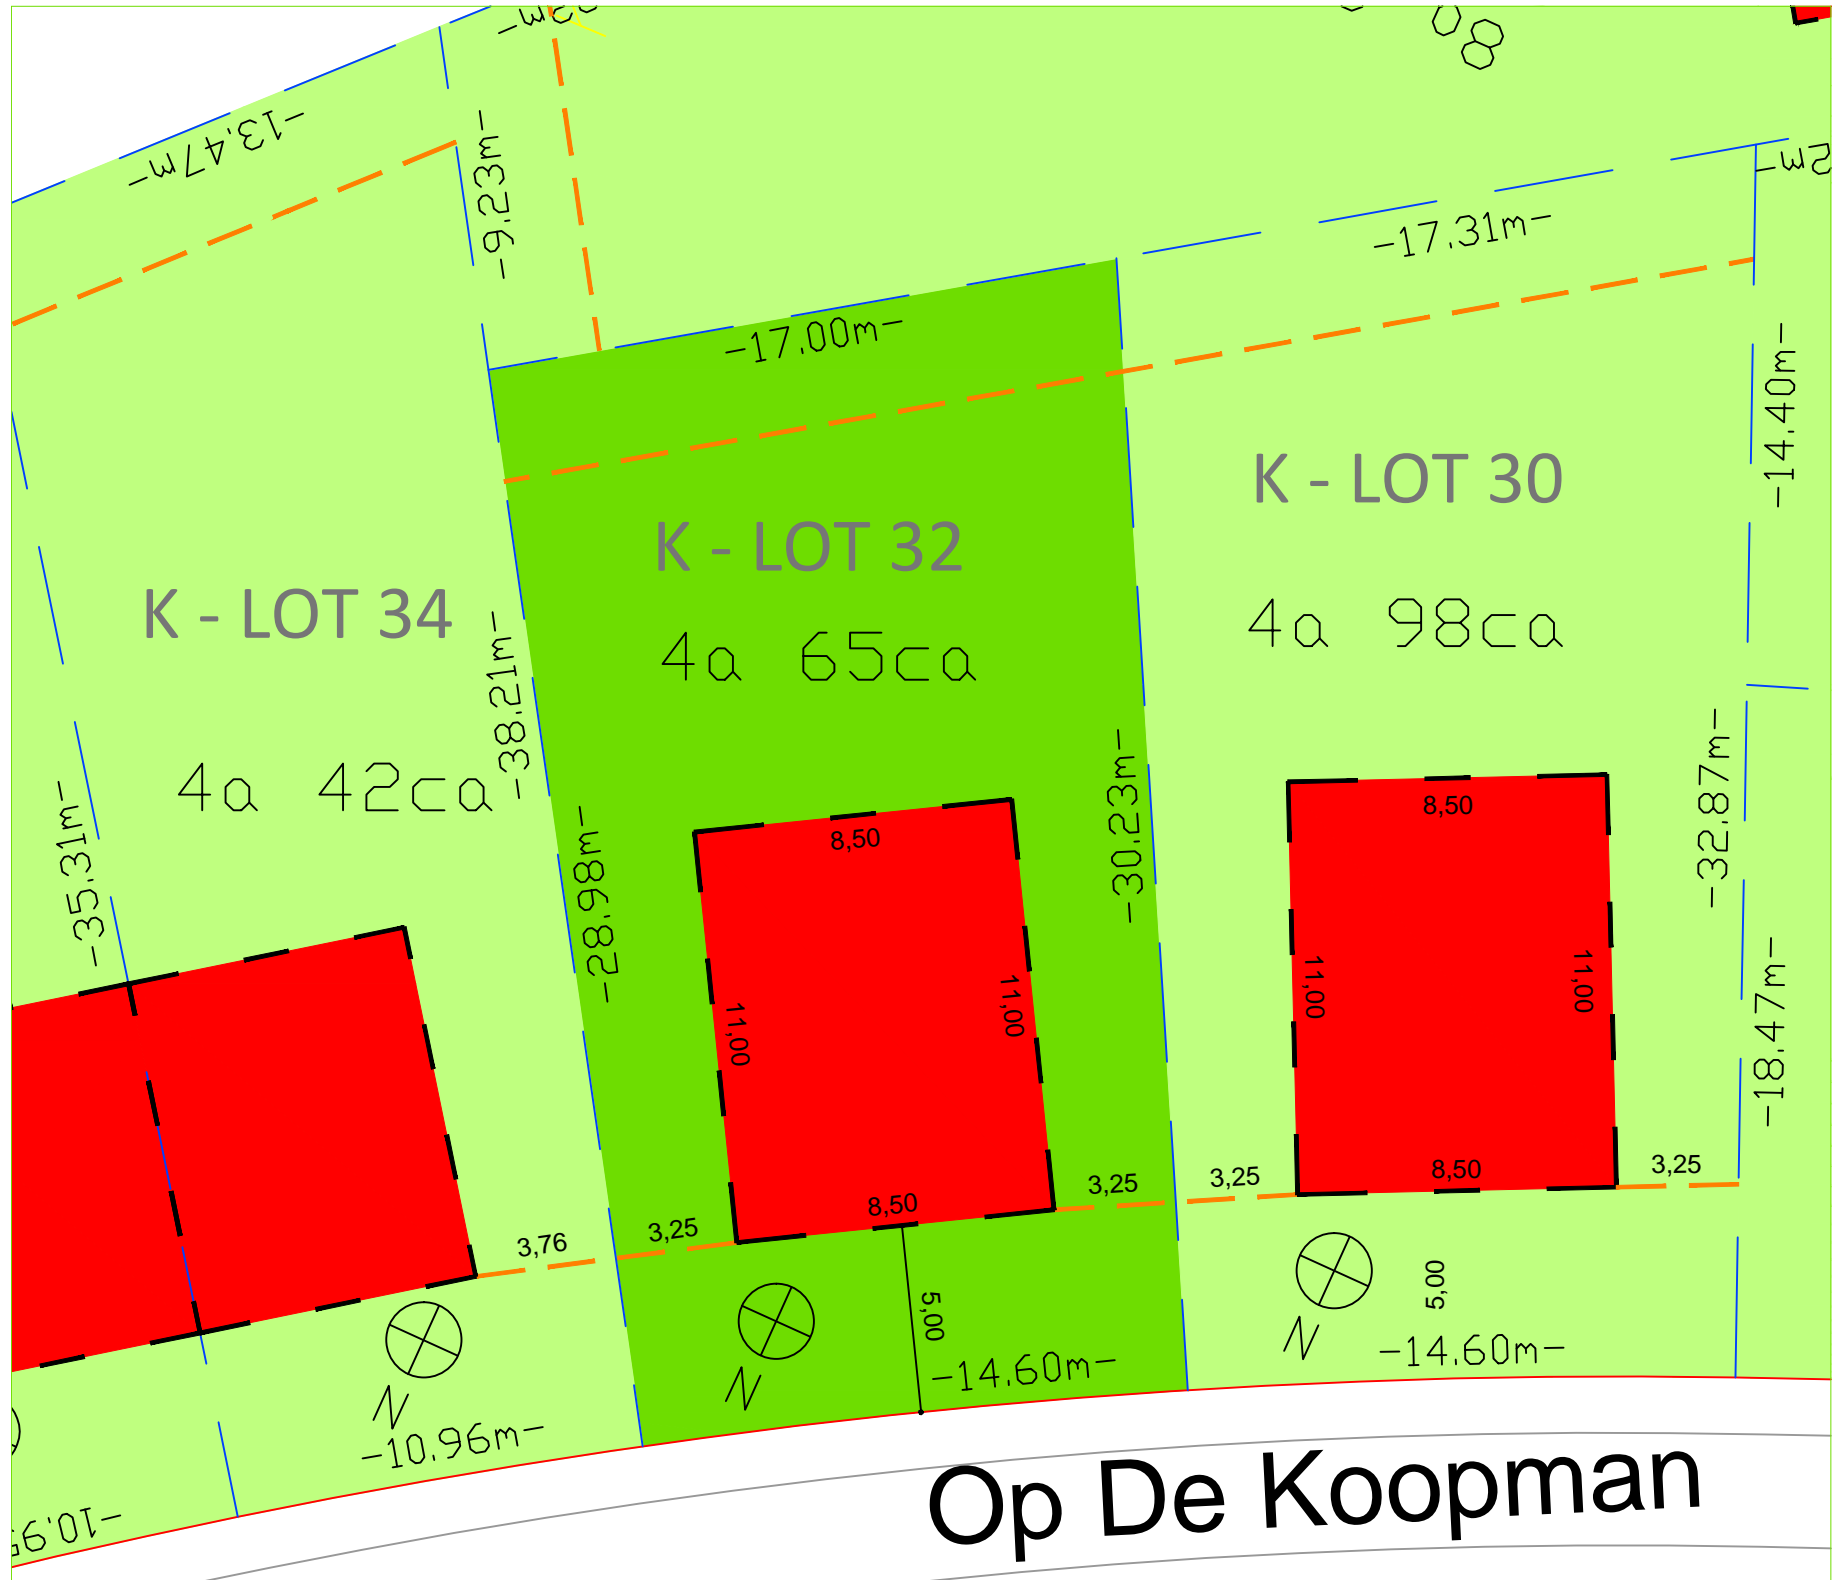 -13.47m-
-9.23m-
-17.31m-
-17.00m-
-14.40m-
K - LOT 30
4a 98ca
K - LOT 32
4a 65ca
K - LOT 34
4a 42ca
-38.21m-
-35.31m-
-28.98m-
-30.23m-
-32.87m-
-18.47m-
8,50
8,50
11,00
11,00
11,00
11,00
8,50
8,50
3,76
3,25
3,25
3,25
3,25
5,00
5,00
N
N
N
-10.96m-
-14.60m-
-14.60m-
Op De Koopman